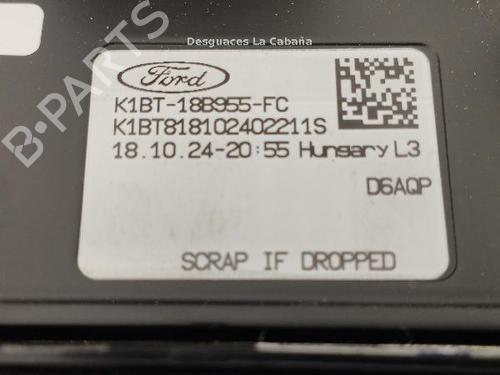 Desguaces La Cabaña
B-PARTS
Ford
K1BT-18B955-FC
K1BT818102402211S
18.10.24-20:55 Hungary L3
D6AQP
SCRAP IF DROPPED